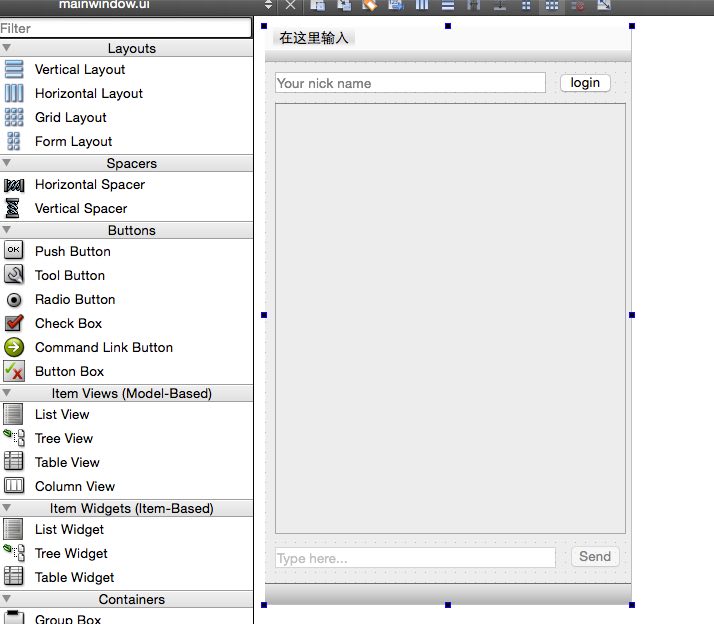 mainwindow.ui
Filter
Layouts
Vertical Layout
Horizontal Layout
Grid Layout
Form Layout
Spacers
Horizontal Spacer
Vertical Spacer
Buttons
OK
Push Button
Tool Button
Radio Button
Check Box
Command Link Button
Button Box
Item Views (Model-Based)
List View
Tree View
Table View
Column View
Item Widgets (Item-Based)
List Widget
Tree Widget
Table Widget
Containers
Group Box
在这里输入
Your nick name
login
Type here...
Send